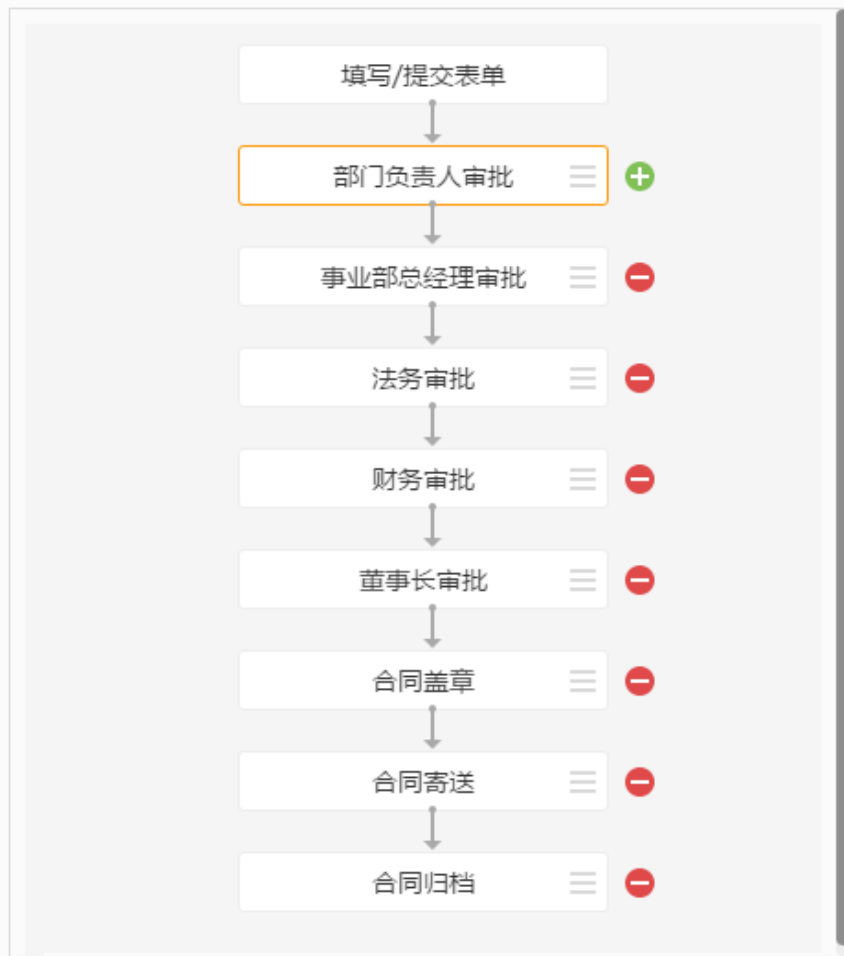 填写/提交表单
部门负责人审批
事业部总经理审批
法务审批
财务审批
董事长审批
合同盖章
合同寄送
合同归档